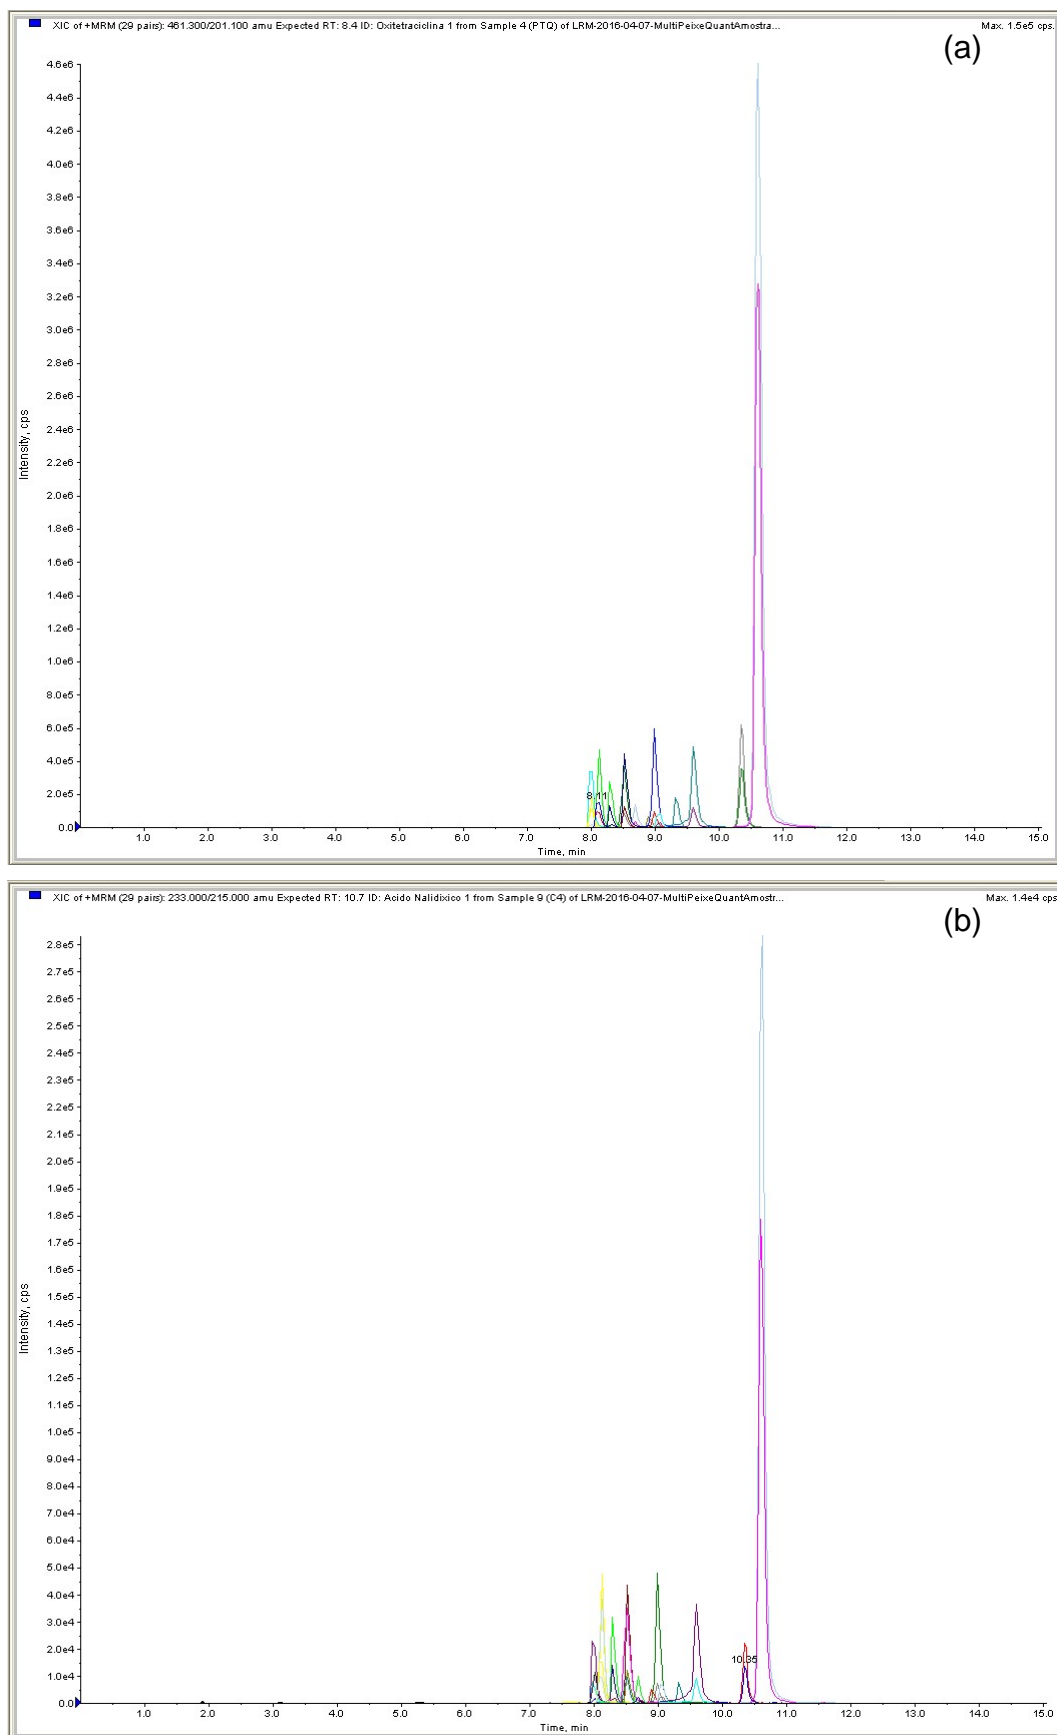 XIC of +MRM (29 pairs): 461.300/201.100 amu Expected RT: 8.4 ID: Oxitetraciclina 1 from Sample 4 (PTQ) of LRM-2016-04-07-MultiPeixeQuantAmostra... Max. 1.5e5 cps.
(a)
4.6e6
4.4e6
4.2e6
4.0e6
3.8e6
3.6e6
3.4e6
3.2e6
3.0e6
2.8e6
2.6e6
2.4e6
2.2e6
2.0e6
1.8e6
1.6e6
1.4e6
1.2e6
1.0e6
8.0e5
6.0e5
4.0e5
2.0e5
0.0
Intensity, cps
8.11
1.0 2.0 3.0 4.0 5.0 6.0 7.0 8.0 9.0 10.0 11.0 12.0 13.0 14.0 15.0
Time, min
XIC of +MRM (29 pairs): 233.000/215.000 amu Expected RT: 10.7 ID: Acido Nalidixico 1 from Sample 9 (C4) of LRM-2016-04-07-MultiPeixeQuantAmostr... Max. 1.4e4 cps
(b)
2.8e5
2.7e5
2.6e5
2.5e5
2.4e5
2.3e5
2.2e5
2.1e5
2.0e5
1.9e5
1.8e5
1.7e5
1.6e5
1.5e5
1.4e5
1.3e5
1.2e5
1.1e5
1.0e5
9.0e4
8.0e4
7.0e4
6.0e4
5.0e4
4.0e4
3.0e4
2.0e4
1.0e4
0.0
Intensity, cps
10.35
1.0 2.0 3.0 4.0 5.0 6.0 7.0 8.0 9.0 10.0 11.0 12.0 13.0 14.0 15.0
Time, min